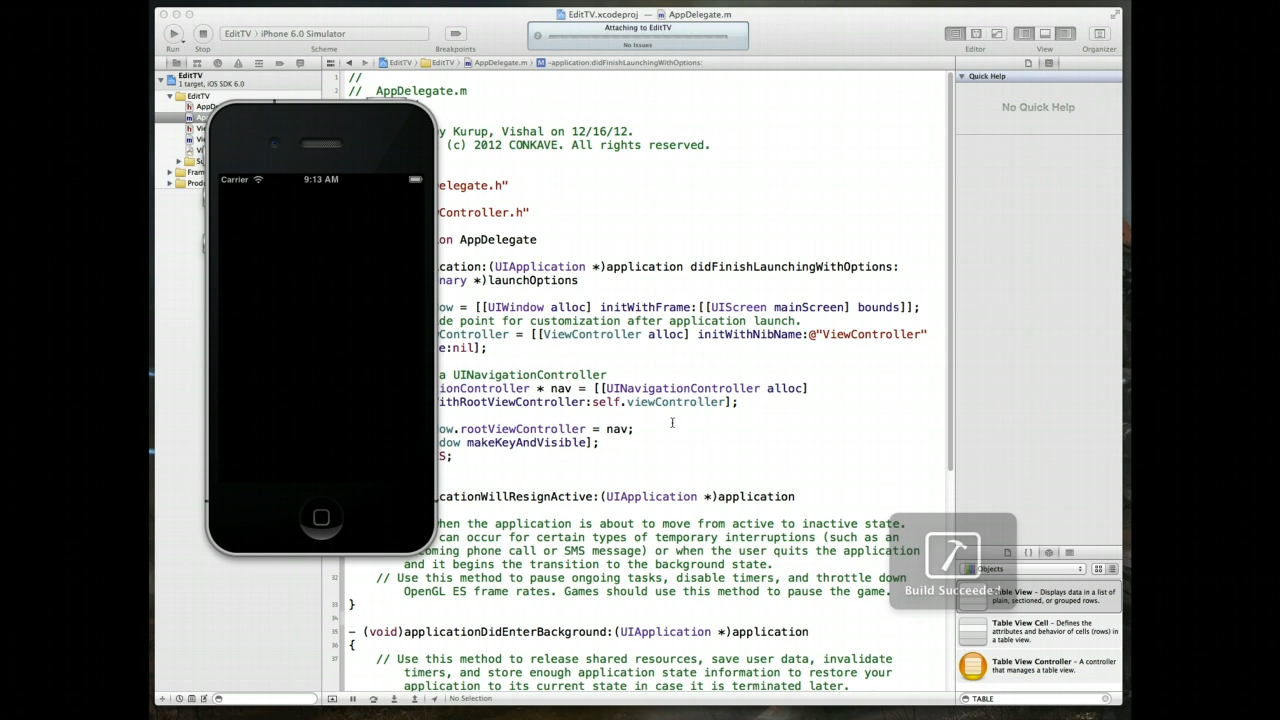 EditTV.xcodeproj — AppDelegate.m
EditTV > iPhone 6.0 Simulator
Attaching to EditTV
No Issues
Run
Stop
Scheme
Breakpoints
Editor
View
Organizer
EditTV
EditTV
AppDelegate.m
-application:didFinishLaunchingWithOptions:
EditTV
1 target, iOS SDK 6.0
EditTV
Carrier
9:13 AM
1
//
2
// AppDelegate.m
y Kurup, Vishal on 12/16/12.
(c) 2012 CONKAVE. All rights reserved.
elegate.h"
Controller.h"
on AppDelegate
cation:(UIApplication *)application didFinishLaunchingWithOptions:
nary *)launchOptions
ow = [[UIWindow alloc] initWithFrame:[[UIScreen mainScreen] bounds]];
de point for customization after application launch.
wController = [[ViewController alloc] initWithNibName:@"ViewController"
e:nil];
a UINavigationController
ionController * nav = [[UINavigationController alloc]
ithRootViewController:self.viewController];
ow.rootViewController = nav;
dow makeKeyAndVisible];
S;
cationWillResignActive:(UIApplication *)application
when the application is about to move from active to inactive state.
can occur for certain types of temporary interruptions (such as an
oming phone call or SMS message) or when the user quits the application
and it begins the transition to the background state.
32
// Use this method to pause ongoing tasks, disable timers, and throttle down
OpenGL ES frame rates. Games should use this method to pause the game.
33
}
34
35
- (void)applicationDidEnterBackground:(UIApplication *)application
36
{
37
// Use this method to release shared resources, save user data, invalidate
timers, and store enough application state information to restore your
application to its current state in case it is terminated later.
No Selection
Quick Help
No Quick Help
Build Succeeded
Objects
Table View – Displays data in a list of plain, sectioned, or grouped rows.
Table View Cell – Defines the
attributes and behavior of cells (rows) in
a table view.
Table View Controller – A controller
that manages a table view.
TABLE